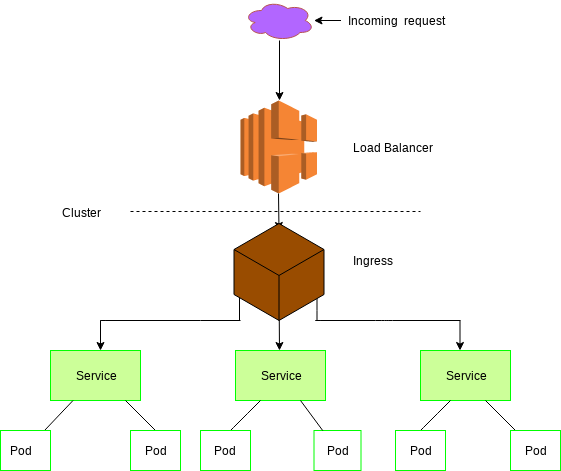 Incoming request
Load Balancer
Cluster
Ingress
Service Service Service
Pod Pod Pod Pod Pod Pod